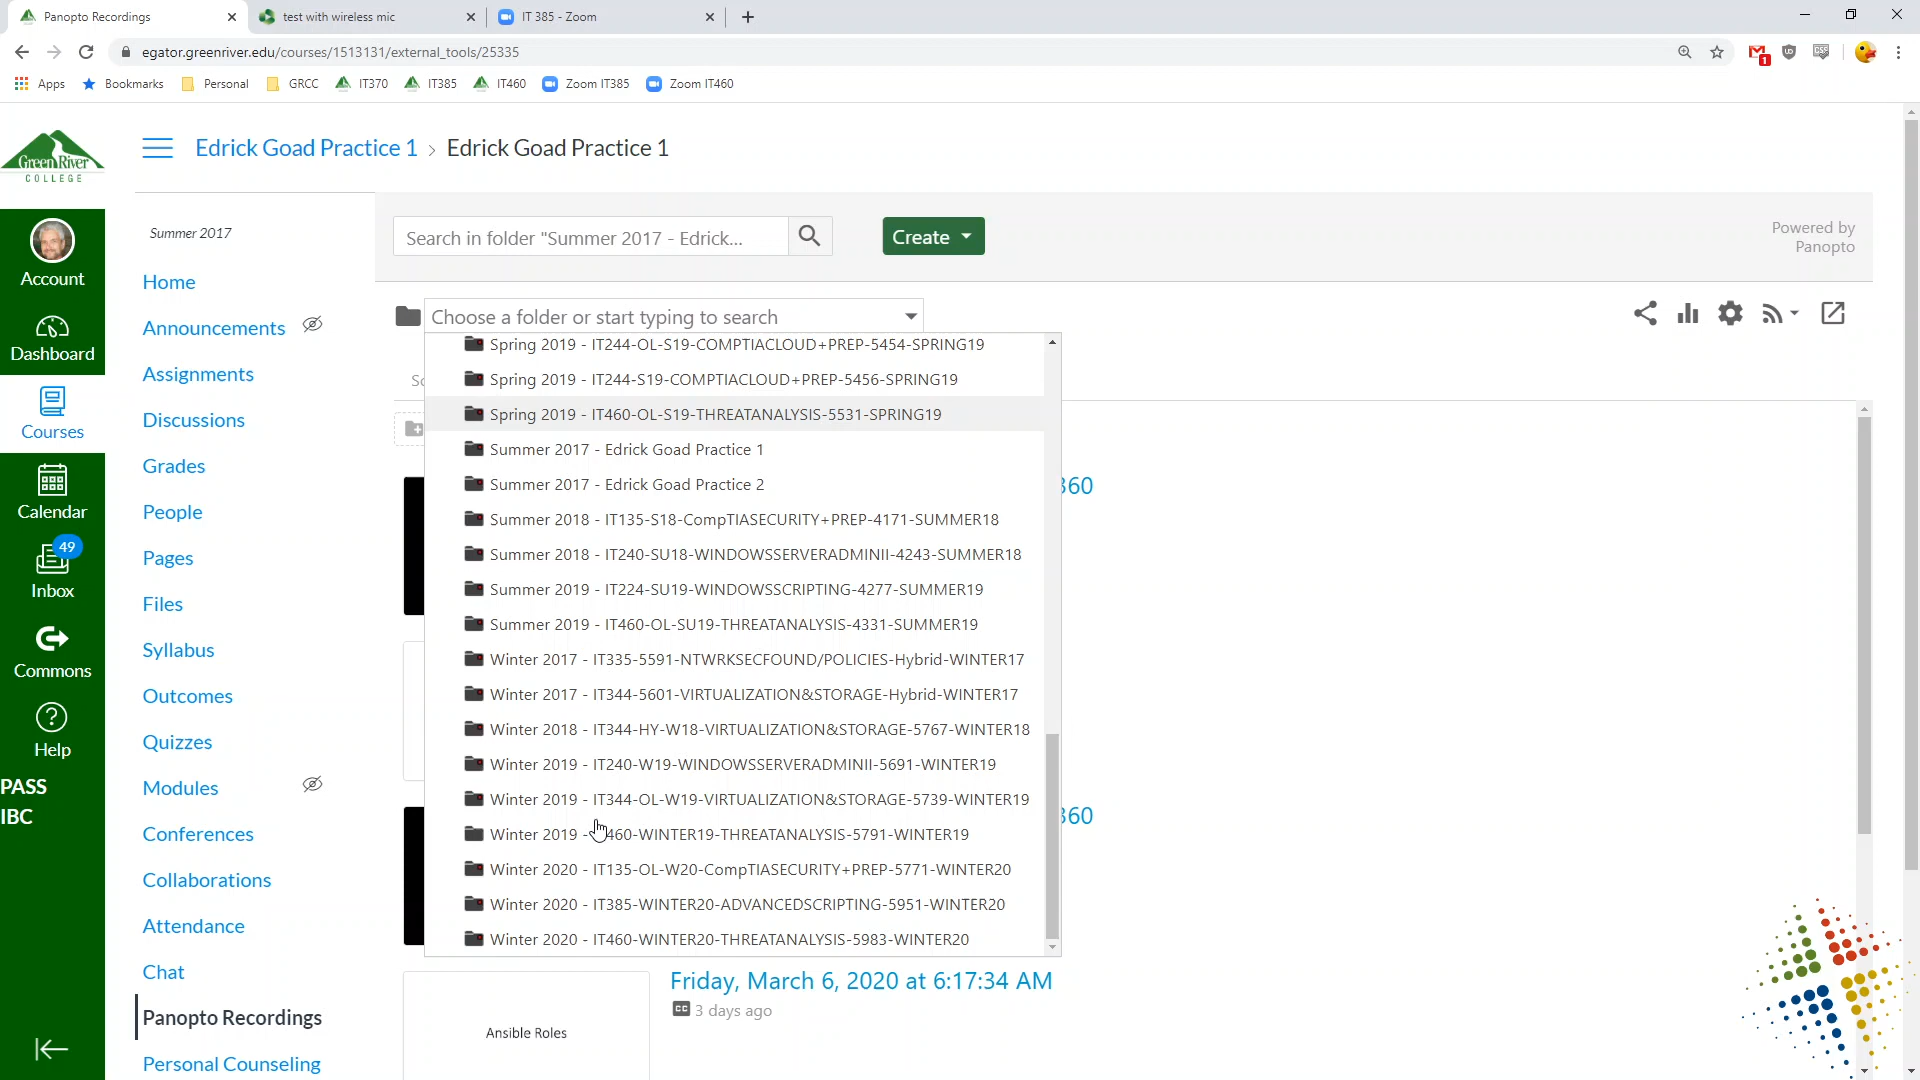 Panopto Recordings
test with wireless mic
IT 385 - Zoom
egator.greenriver.edu/courses/1513131/external_tools/25335
1
Apps
Bookmarks
Personal
GRCC
IT370
IT385
IT460
Zoom IT385
Zoom IT460
Green River
COLLEGE
Edrick Goad Practice 1 > Edrick Goad Practice 1
Account
Dashboard
Courses
Calendar
49
Inbox
Commons
Help
PASS
IBC
Summer 2017
Home
Announcements
Assignments
Discussions
Grades
People
Pages
Files
Syllabus
Outcomes
Quizzes
Modules
Conferences
Collaborations
Attendance
Chat
Panopto Recordings
Personal Counseling
Search in folder "Summer 2017 - Edrick...
Create
Powered by
Panopto
Choose a folder or start typing to search
Spring 2019 - IT244-OL-S19-COMPTIACLOUD+PREP-5454-SPRING19
Spring 2019 - IT244-S19-COMPTIACLOUD+PREP-5456-SPRING19
Spring 2019 - IT460-OL-S19-THREATANALYSIS-5531-SPRING19
Summer 2017 - Edrick Goad Practice 1
Summer 2017 - Edrick Goad Practice 2
Summer 2018 - IT135-S18-CompTIASECURITY+PREP-4171-SUMMER18
Summer 2018 - IT240-SU18-WINDOWSSERVERADMINII-4243-SUMMER18
Summer 2019 - IT224-SU19-WINDOWSSCRIPTING-4277-SUMMER19
Summer 2019 - IT460-OL-SU19-THREATANALYSIS-4331-SUMMER19
Winter 2017 - IT335-5591-NTWRKSECFOUND/POLICIES-Hybrid-WINTER17
Winter 2017 - IT344-5601-VIRTUALIZATION&STORAGE-Hybrid-WINTER17
Winter 2018 - IT344-HY-W18-VIRTUALIZATION&STORAGE-5767-WINTER18
Winter 2019 - IT240-W19-WINDOWSSERVERADMINII-5691-WINTER19
Winter 2019 - IT344-OL-W19-VIRTUALIZATION&STORAGE-5739-WINTER19
Winter 2019 - 460-WINTER19-THREATANALYSIS-5791-WINTER19
Winter 2020 - IT135-OL-W20-CompTIASECURITY+PREP-5771-WINTER20
Winter 2020 - IT385-WINTER20-ADVANCEDSCRIPTING-5951-WINTER20
Winter 2020 - IT460-WINTER20-THREATANALYSIS-5983-WINTER20
360
360
Friday, March 6, 2020 at 6:17:34 AM
CC 3 days ago
Ansible Roles